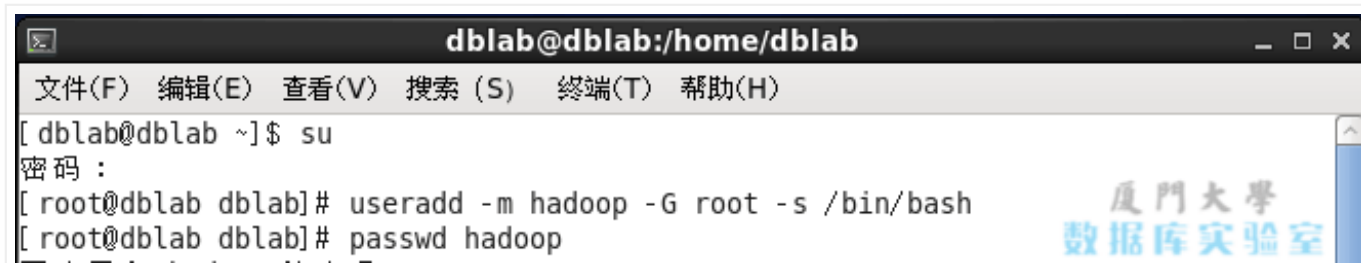 dblab@dblab:/home/dblab
文件(F) 编辑(E) 查看(V) 搜索 (S) 终端(T) 帮助(H)
[dblab@dblab ~]$ su
密码：
[root@dblab dblab]# useradd -m hadoop -G root -s /bin/bash
[root@dblab dblab]# passwd hadoop
厦門大學
数据库实验室